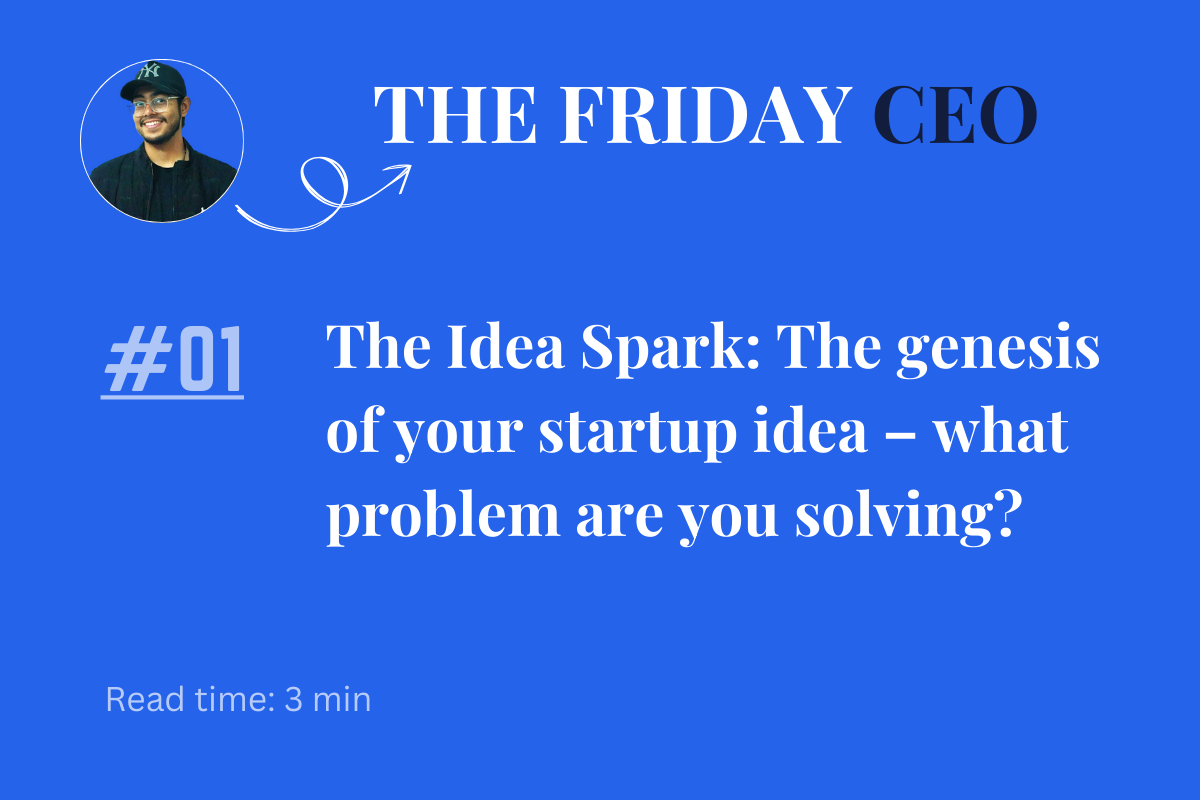 THE FRIDAY CEO
#01
The Idea Spark: The genesis
of your startup idea – what
problem are you solving?
Read time: 3 min